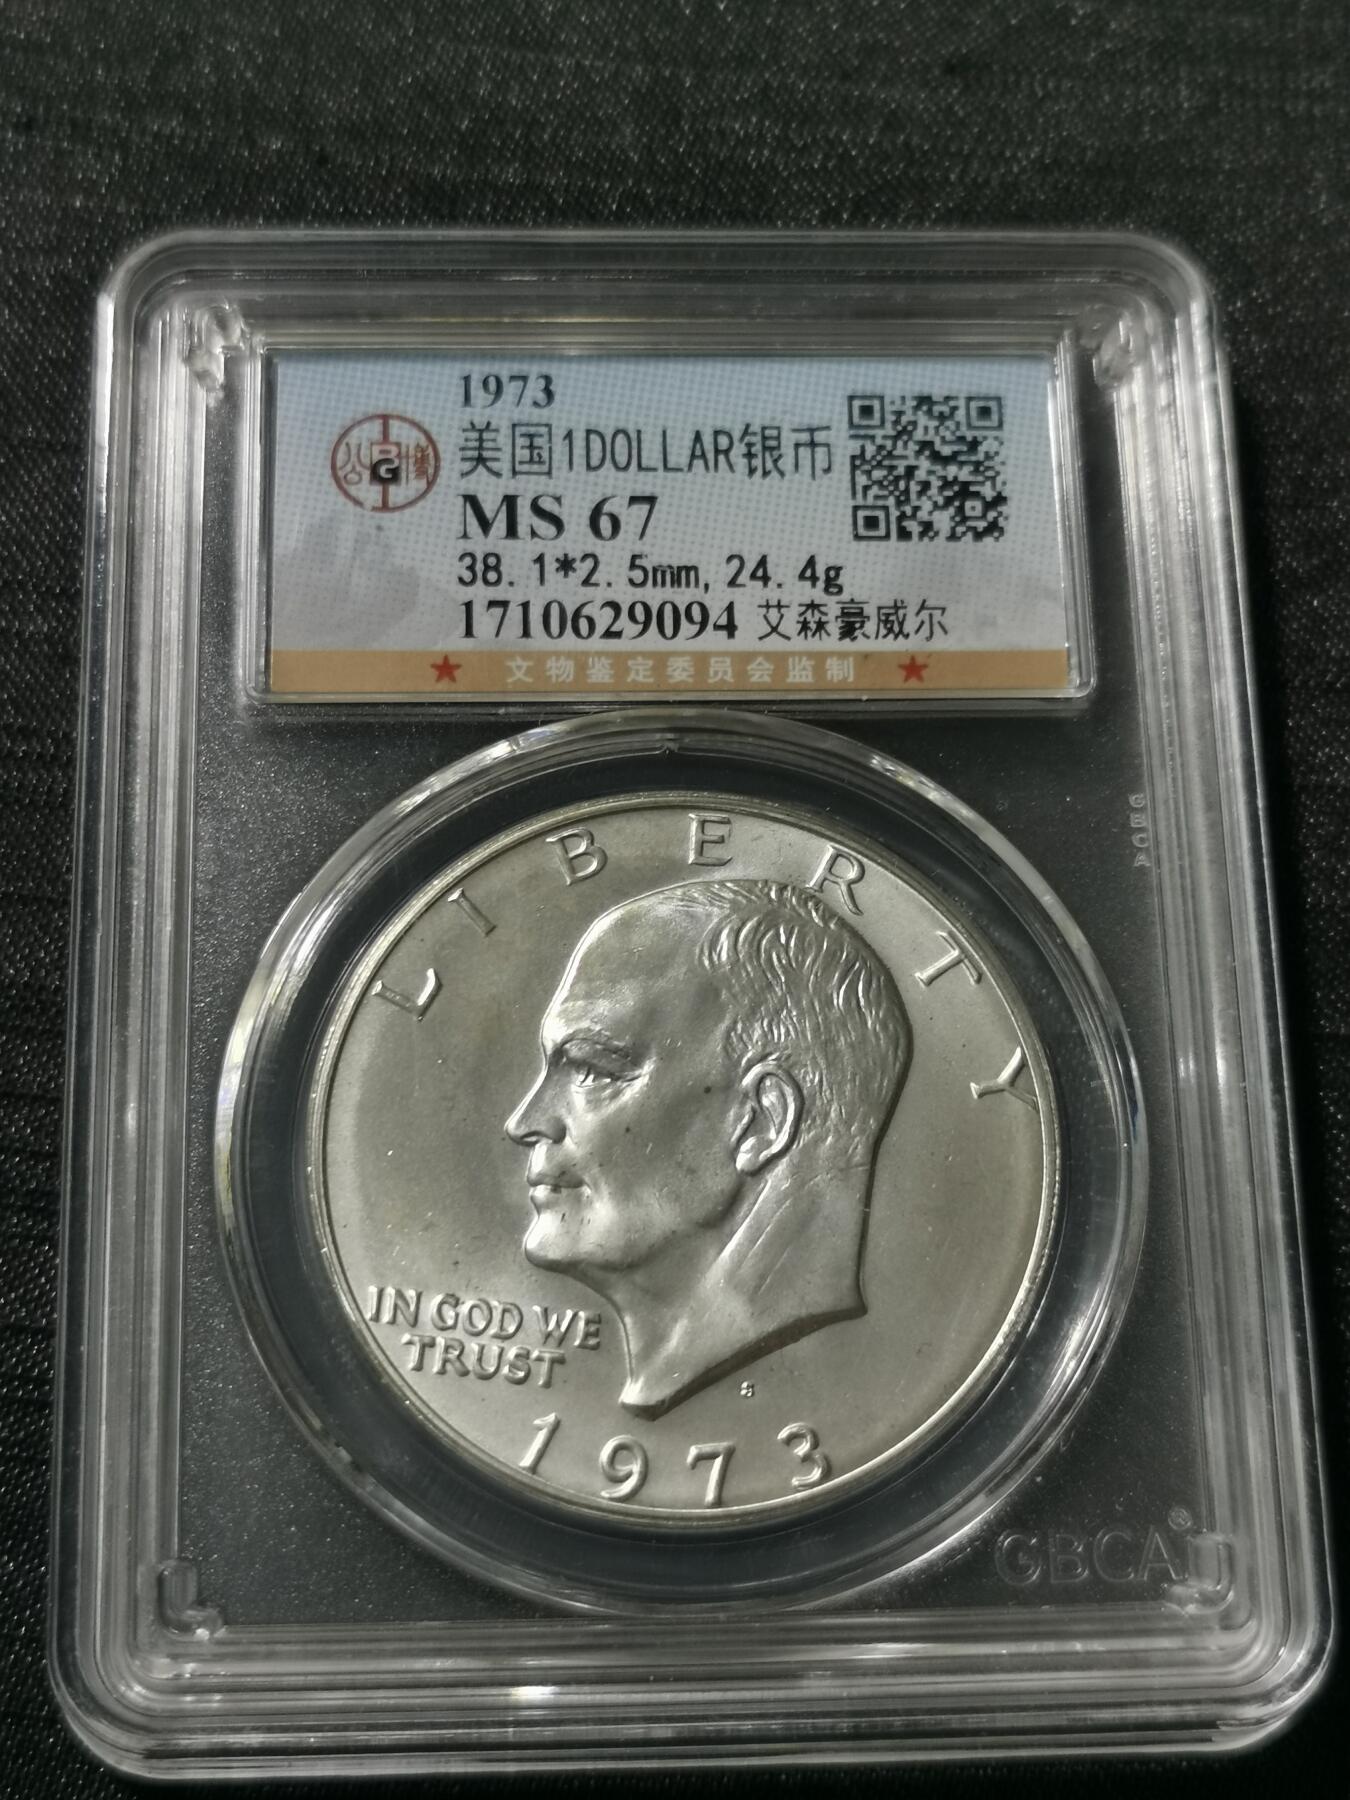 1973
美国1DOLLAR银币
MS 67
38.1*2.5mm,24.4g
1710629094 艾森豪威尔
★ 文物鉴定委员会监制 ★
公 G 博
GBCA
LIBERTY
IN GOD WE
TRUST
S
1973
GBCA®